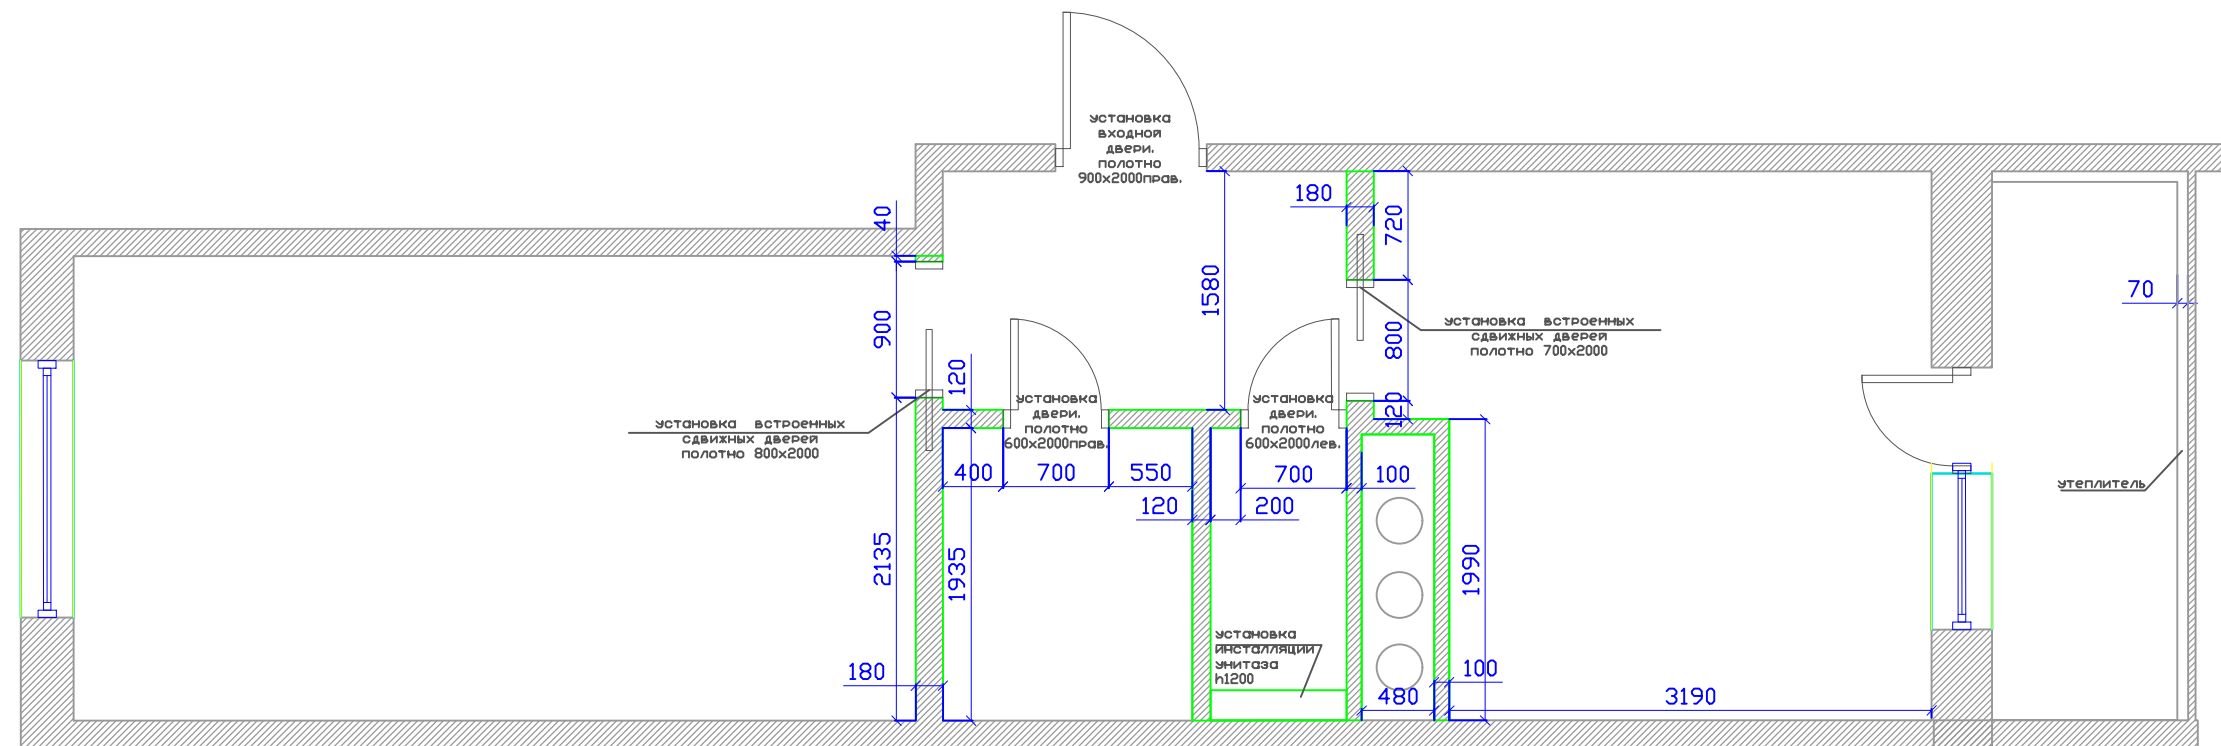 установка
входной
двери.
полотно
900x2000прав.
40
180
720
1580
900
800
70
установка встроенных
сдвижных дверей
полотно 700x2000
120
установка
двери.
полотно
600x2000прав.
установка
двери.
полотно
600x2000лев.
120
установка встроенных
сдвижных дверей
полотно 800x2000
400
700
550
700
100
утеплитель
120
200
2135
1935
1990
установка
инсталляции
унитаза
h1200
180
100
480
3190